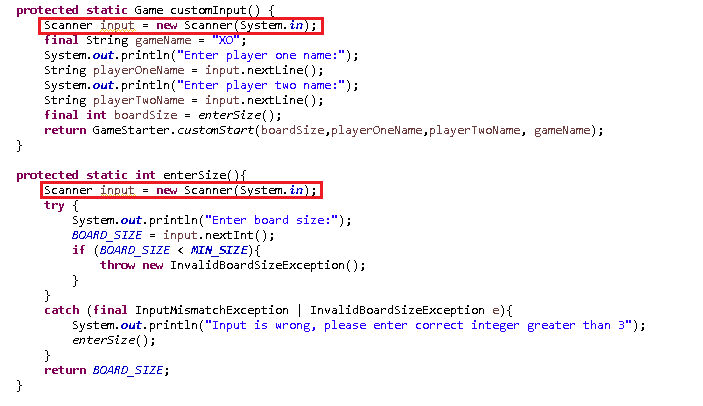 protected static Game customInput() {
    Scanner input = new Scanner(System.in);
    final String gameName = "XO";
    System.out.println("Enter player one name:");
    String playerOneName = input.nextLine();
    System.out.println("Enter player two name:");
    String playerTwoName = input.nextLine();
    final int boardSize = enterSize();
    return GameStarter.customStart(boardSize,playerOneName,playerTwoName, gameName);
}
protected static int enterSize(){
    Scanner input = new Scanner(System.in);
    try {
        System.out.println("Enter board size:");
        BOARD_SIZE = input.nextInt();
        if (BOARD_SIZE < MIN_SIZE){
            throw new InvalidBoardSizeException();
        }
    }
    catch (final InputMismatchException | InvalidBoardSizeException e){
        System.out.println("Input is wrong, please enter correct integer greater than 3");
        enterSize();
    }
    return BOARD_SIZE;
}